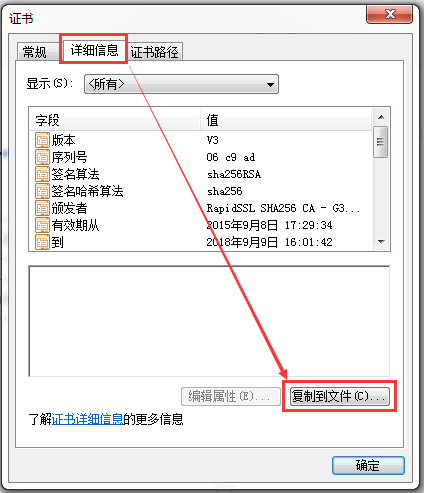 证书
常规 详细信息 证书路径
显示(S): <所有>
字段 值
版本 V3
序列号 06 c9 ad
签名算法 sha256RSA
签名哈希算法 sha256
颁发者 RapidSSL SHA256 CA - G3...
有效期从 2015年9月8日 17:29:34
到 2018年9月9日 16:01:42
编辑属性(E)... 复制到文件(C)...
了解证书详细信息的更多信息
确定